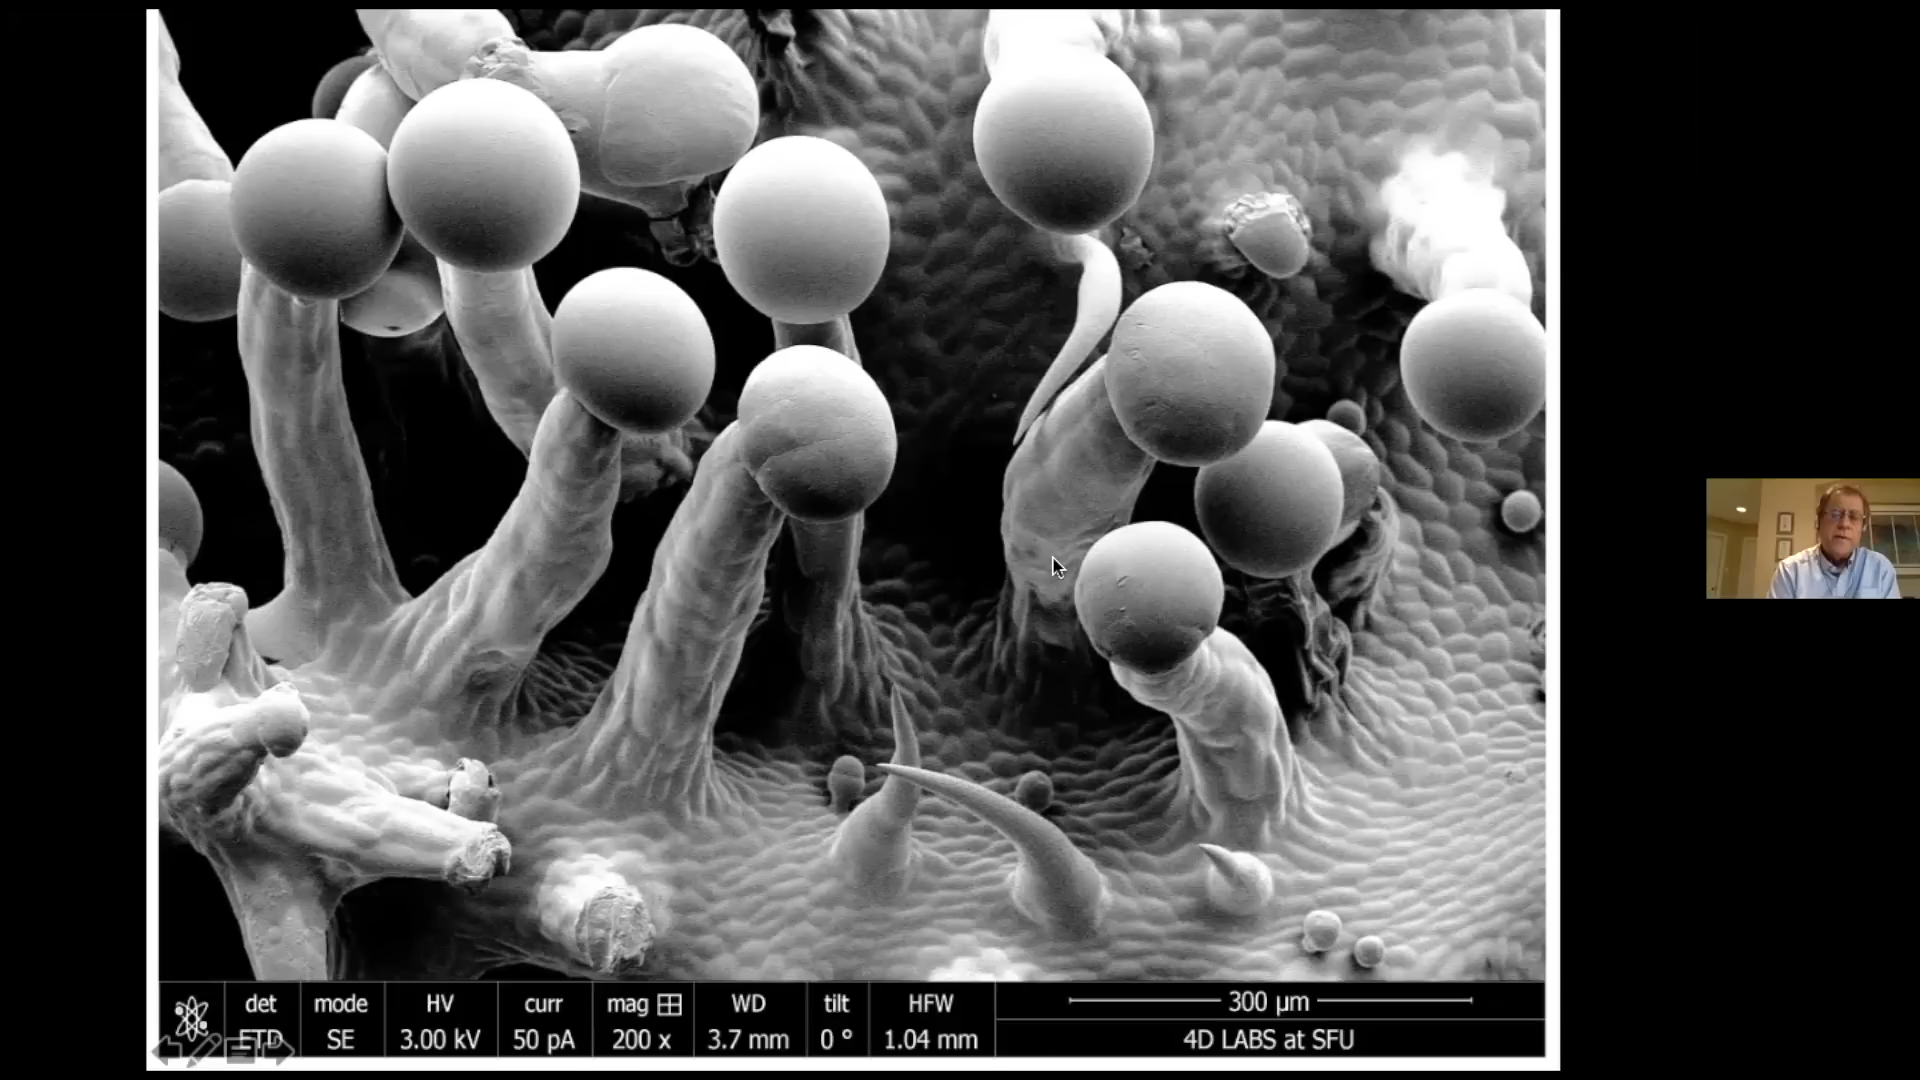 det mode HV curr mag WD tilt HFW 300 µm
ETD SE 3.00 kV 50 pA 200 x 3.7 mm 0 ° 1.04 mm 4D LABS at SFU